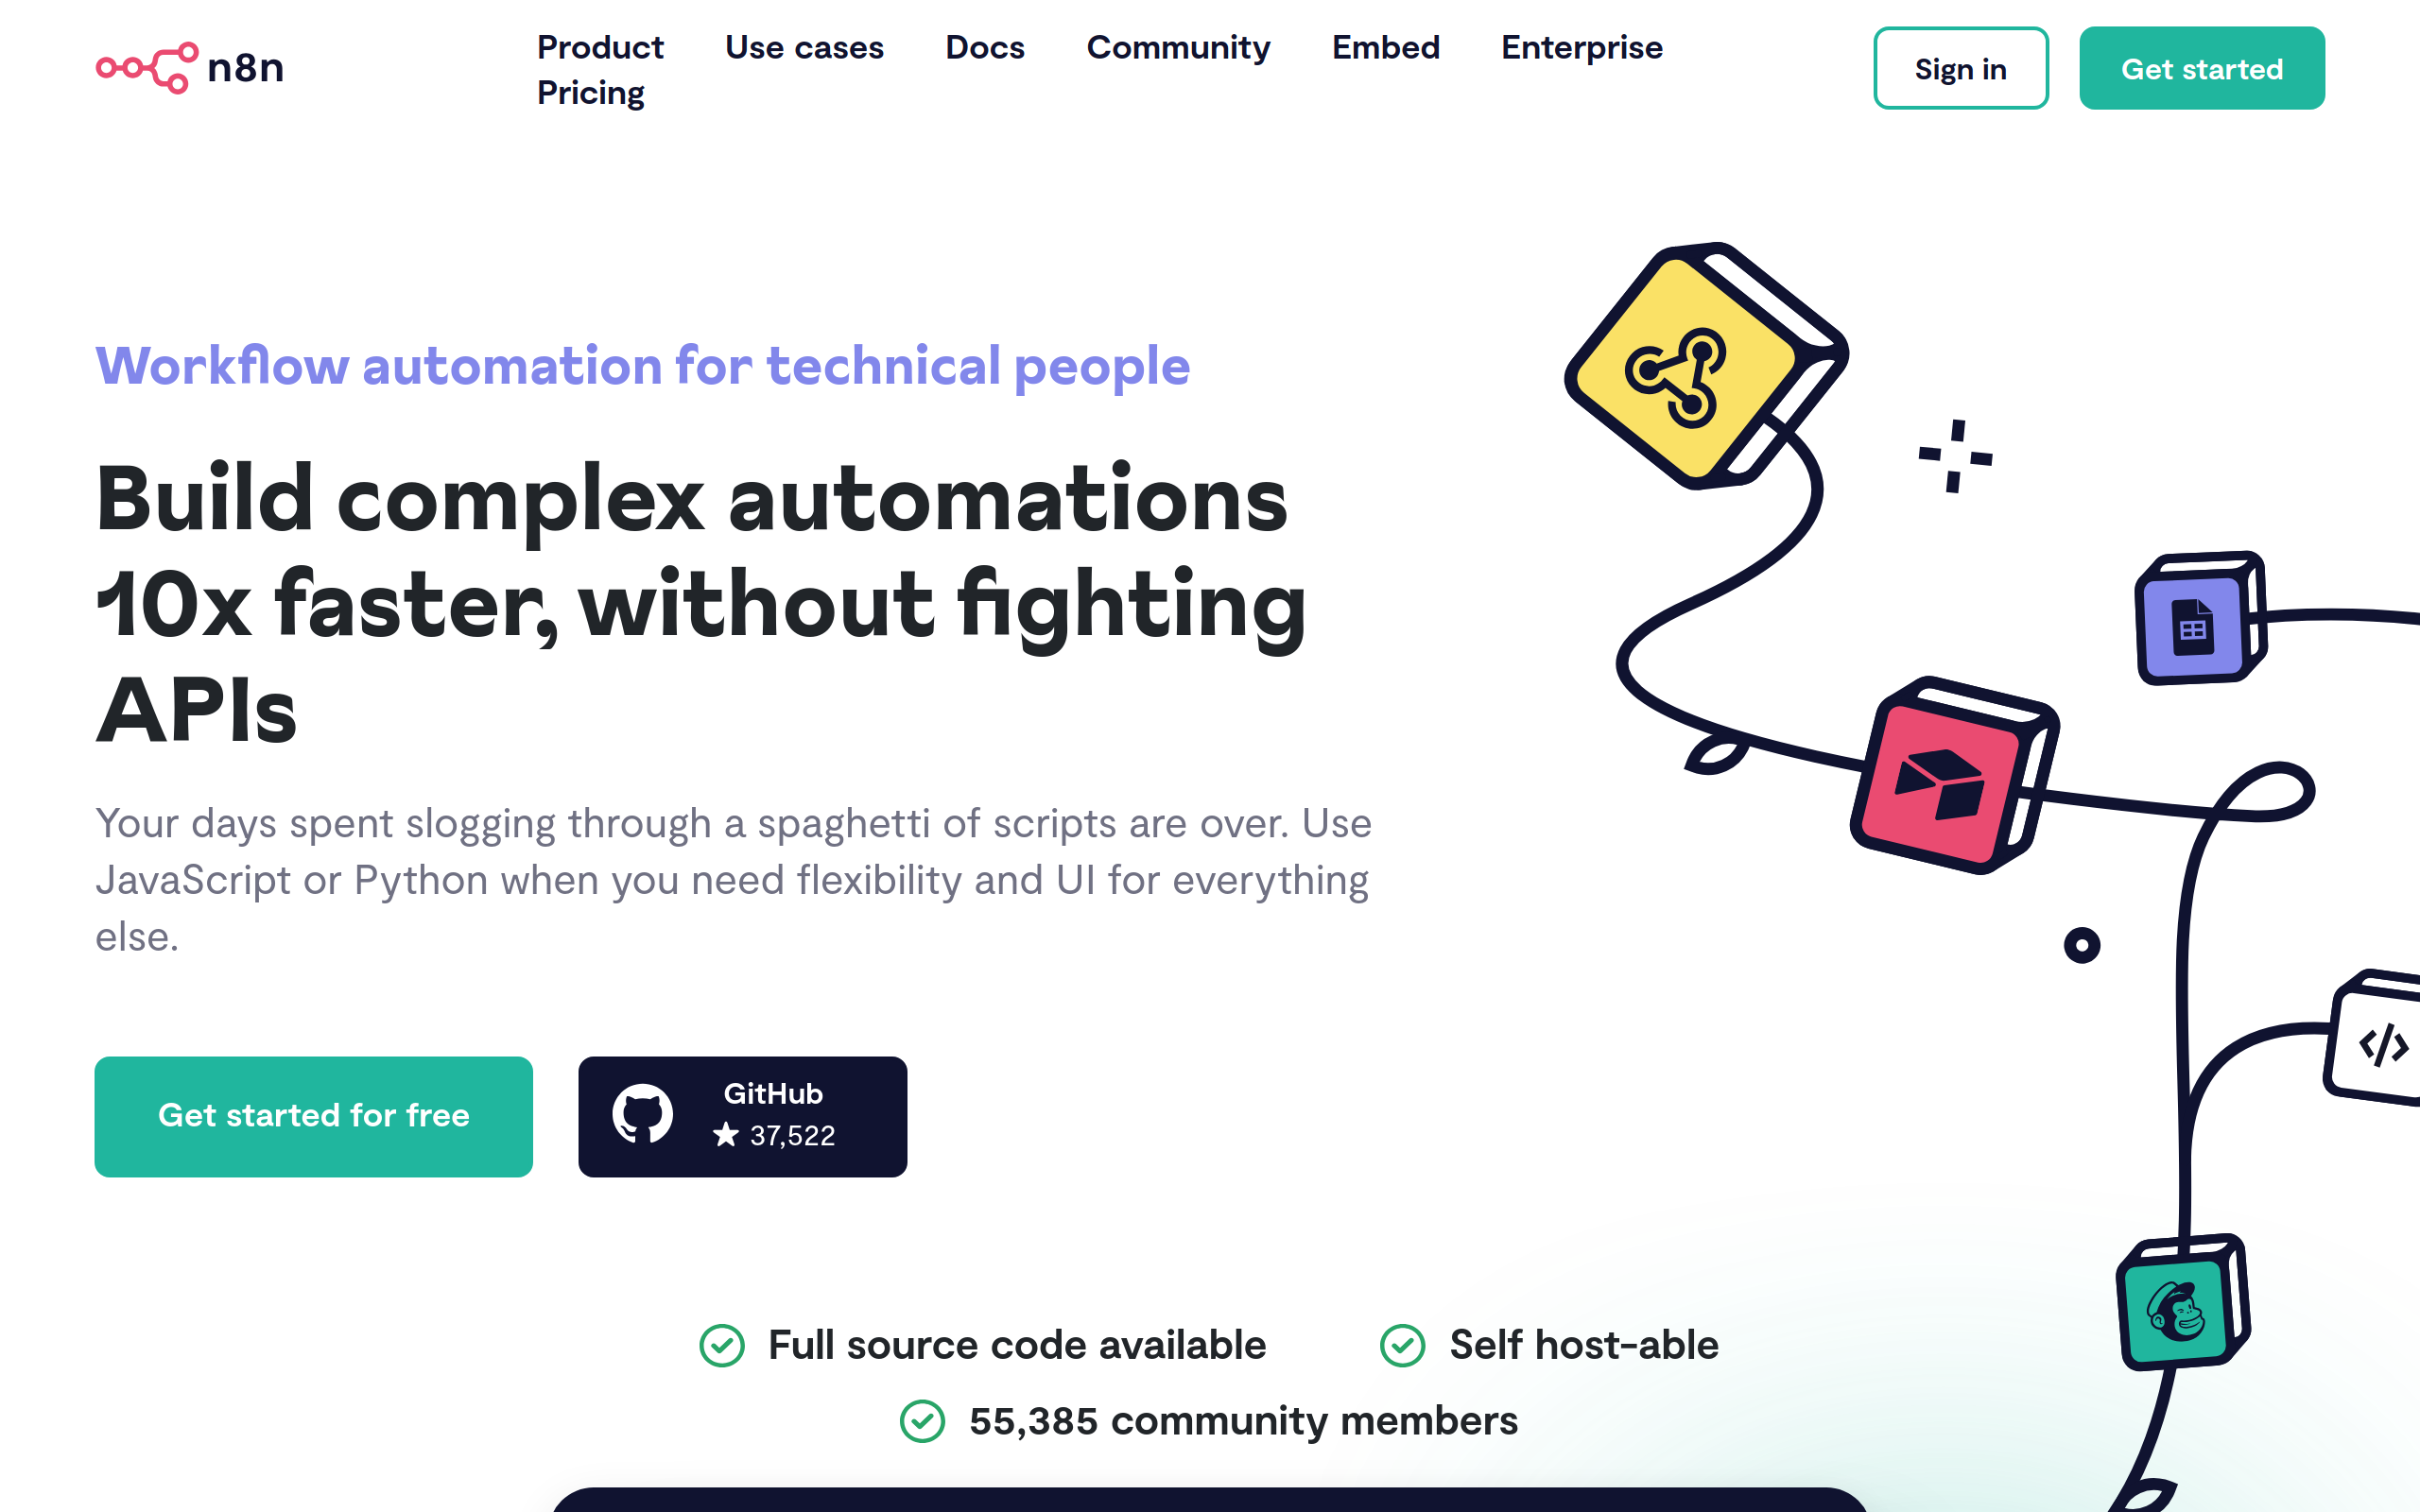 n8n
Product Use cases Docs Community Embed Enterprise
Pricing
Sign in
Get started
Workflow automation for technical people
Build complex automations
10x faster, without fighting
APIs
Your days spent slogging through a spaghetti of scripts are over. Use
JavaScript or Python when you need flexibility and UI for everything
else.
Get started for free
GitHub
37,522
</>
Full source code available
Self host-able
55,385 community members